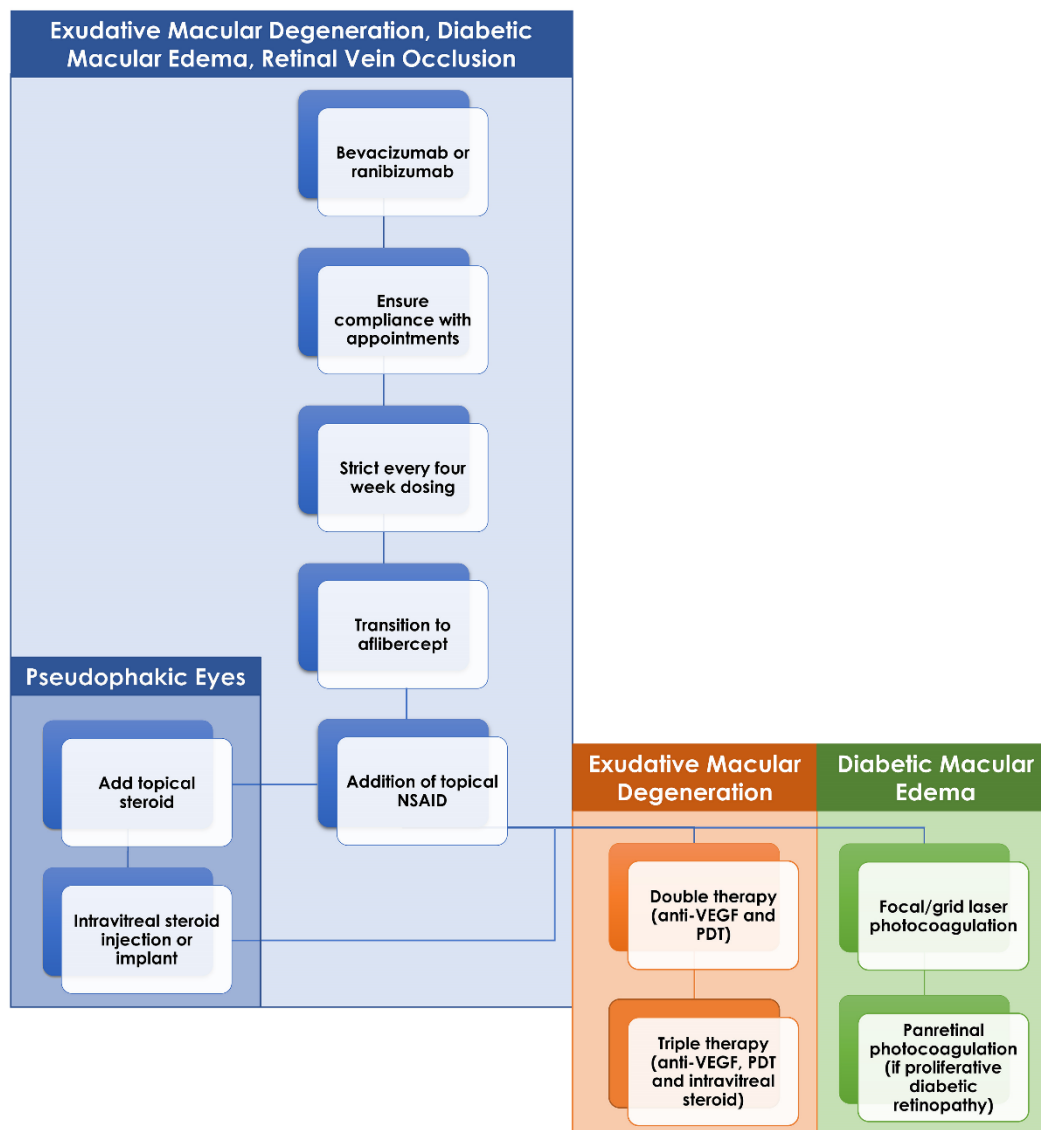 Exudative Macular Degeneration, Diabetic
Macular Edema, Retinal Vein Occlusion
Bevacizumab or
ranibizumab
Ensure
compliance with
appointments
Strict every four
week dosing
Transition to
aflibercept
Pseudophakic Eyes
Add topical
steroid
Addition of topical
NSAID
Intravitreal steroid
injection or
implant
Exudative Macular
Degeneration
Double therapy
(anti-VEGF and
PDT)
Triple therapy
(anti-VEGF, PDT
and intravitreal
steroid)
Diabetic Macular
Edema
Focal/grid laser
photocoagulation
Panretinal
photocoagulation
(if proliferative
diabetic
retinopathy)